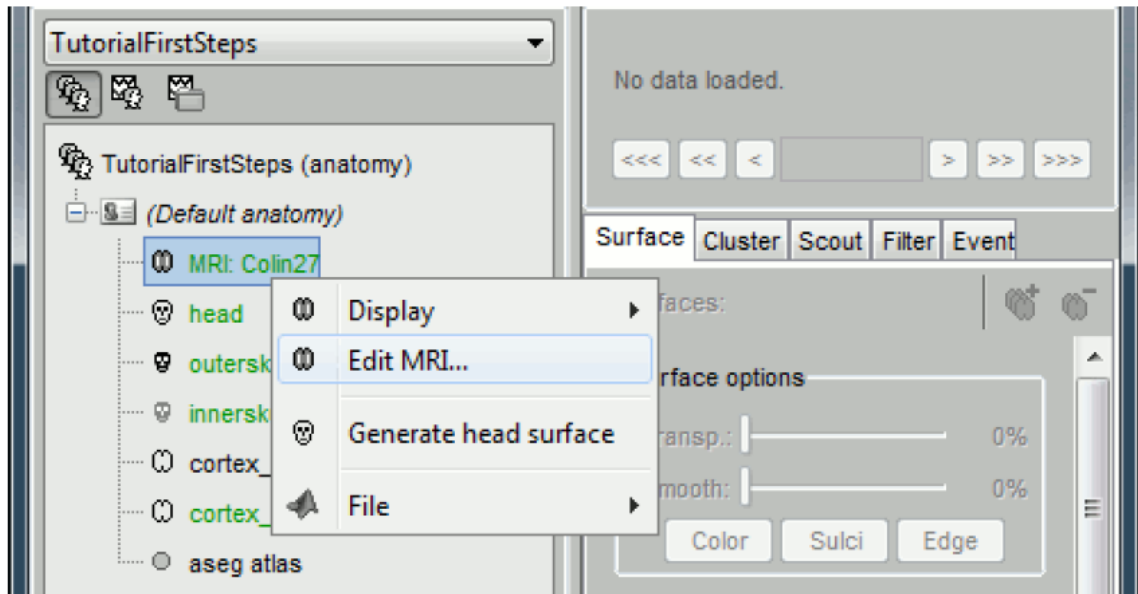 TutorialFirstSteps
TutorialFirstSteps (anatomy)
(Default anatomy)
MRI: Colin27
head
outersk
innersk
cortex_
cortex_
aseg atlas
Display
Edit MRI...
Generate head surface
File
No data loaded.
<<< << < > >> >>>
Surface Cluster Scout Filter Event
faces:
rface options
ransp.: 0%
mooth: 0%
Color Sulci Edge